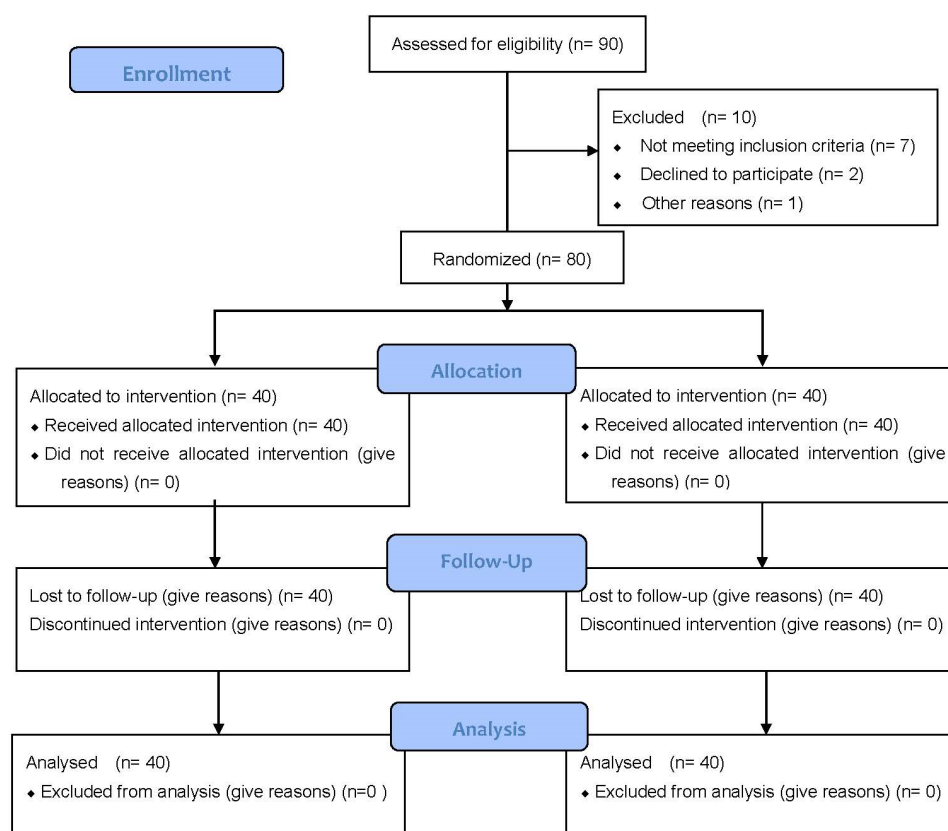 Assessed for eligibility (n= 90)
Enrollment
Excluded (n= 10)
⬥ Not meeting inclusion criteria (n= 7)
⬥ Declined to participate (n= 2)
⬥ Other reasons (n= 1)
Randomized (n= 80)
Allocation
Allocated to intervention (n= 40)
⬥ Received allocated intervention (n= 40)
⬥ Did not receive allocated intervention (give
reasons) (n= 0)
Allocated to intervention (n= 40)
⬥ Received allocated intervention (n= 40)
⬥ Did not receive allocated intervention (give
reasons) (n= 0)
Follow-Up
Lost to follow-up (give reasons) (n= 40)
Discontinued intervention (give reasons) (n= 0)
Lost to follow-up (give reasons) (n= 40)
Discontinued intervention (give reasons) (n= 0)
Analysis
Analysed (n= 40)
⬥ Excluded from analysis (give reasons) (n=0 )
Analysed (n= 40)
⬥ Excluded from analysis (give reasons) (n= 0)